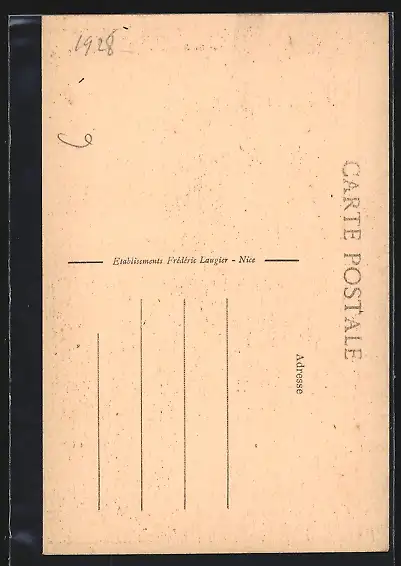 1928
CARTE POSTALE
Etablissements Frédéric Laugier - Nice
Adresse